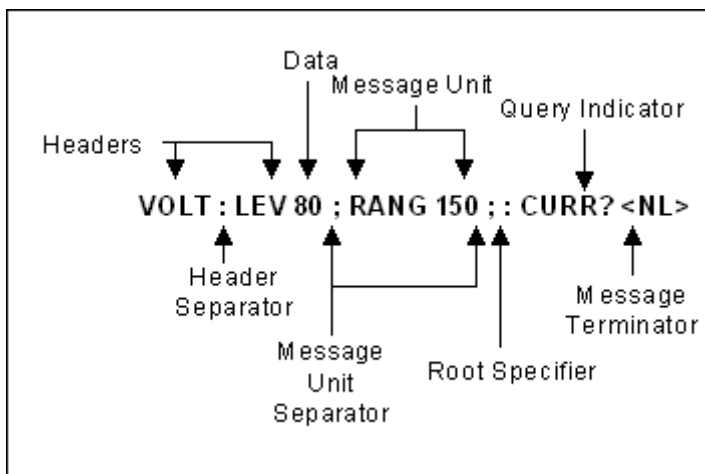 Data
Message Unit
Query Indicator
Headers
VOLT : LEV 80 ; RANG 150 ; : CURR? <NL>
Header
Separator
Message
Unit
Separator
Root Specifier
Message
Terminator